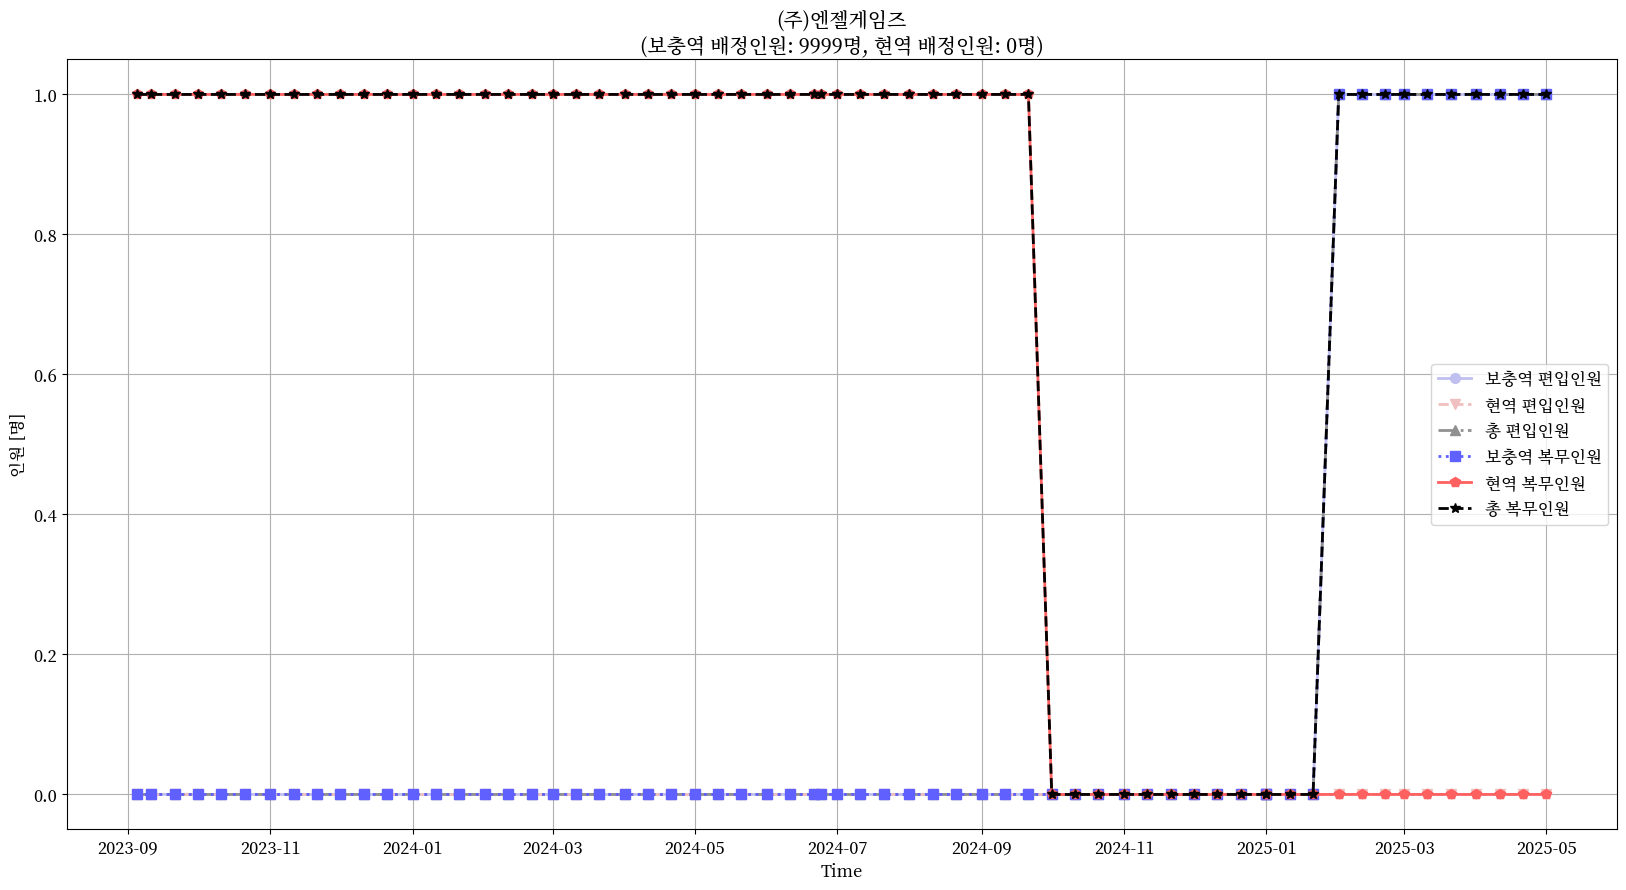 (주)엔젤게임즈
(보충역 배정인원: 9999명, 현역 배정인원: 0명)
1.0
0.8
0.6
0.4
0.2
0.0
인원 [명]
보충역 편입인원
현역 편입인원
총 편입인원
보충역 복무인원
현역 복무인원
총 복무인원
2023-09 2023-11 2024-01 2024-03 2024-05 2024-07 2024-09 2024-11 2025-01 2025-03 2025-05
Time